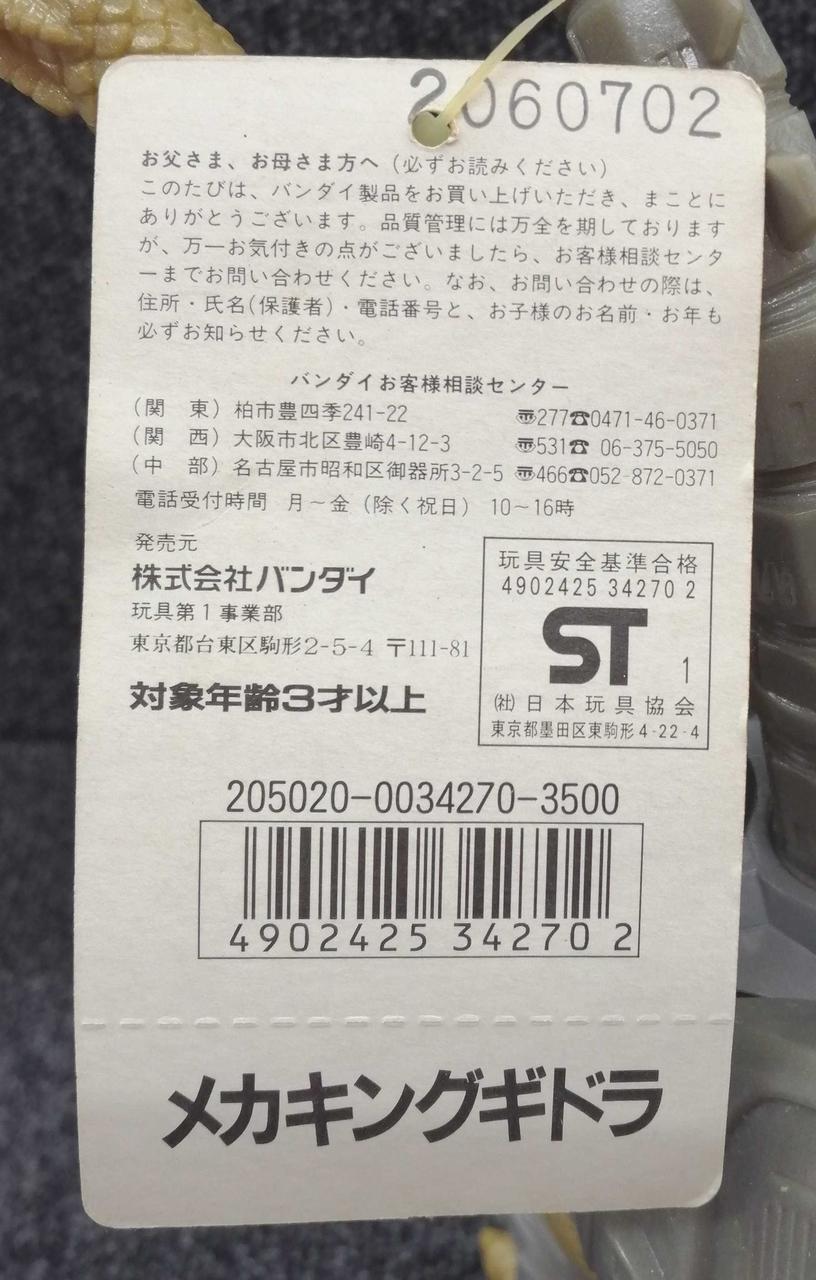 2060702
お父さま、お母さま方へ（必ずお読みください）
このたびは、バンダイ製品をお買い上げいただき、まことに
ありがとうございます。品質管理には万全を期しております
が、万一お気付きの点がございましたら、お客様相談センタ
ーまでお問い合わせください。なお、お問い合わせの際は、
住所・氏名(保護者)・電話番号と、お子様のお名前・お年も
必ずお知らせください。
バンダイお客様相談センター
（関　東）柏市豊四季241-22 〠277☎0471-46-0371
（関　西）大阪市北区豊崎4-12-3 〠531☎ 06-375-5050
（中　部）名古屋市昭和区御器所3-2-5 〠466☎052-872-0371
電話受付時間　月～金（除く祝日） 10～16時
発売元
株式会社バンダイ
玩具第１事業部
東京都台東区駒形2-5-4 〒111-81
対象年齢3才以上
玩具安全基準合格
4902425 34270 2
ST 1
㈳日本玩具協会
東京都墨田区東駒形4-22-4
205020-0034270-3500
4902425 34270 2
メカキングギドラ